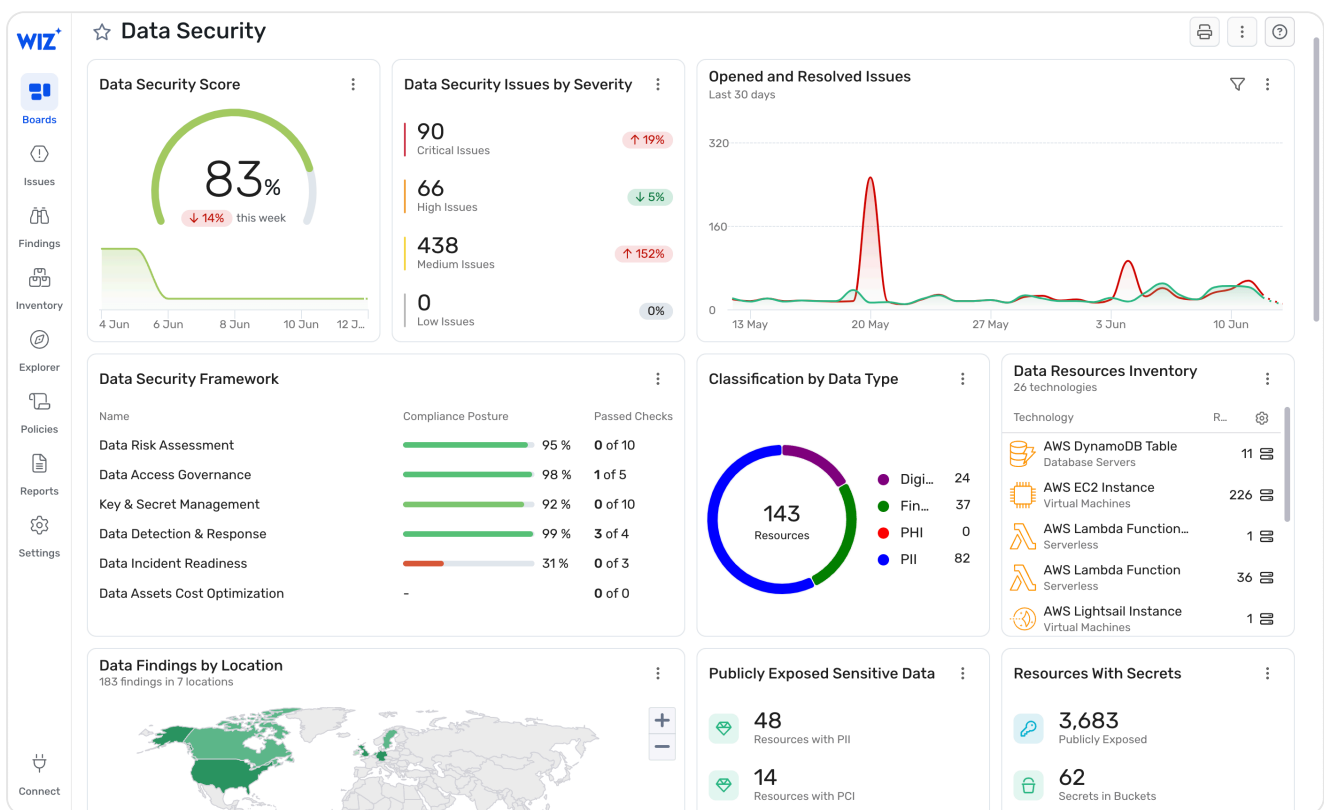 WIZ
Data Security
Boards
Issues
Findings
Inventory
Explorer
Policies
Reports
Settings
Connect
Data Security Score
83%
14% this week
4 Jun 6 Jun 8 Jun 10 Jun 12 J...
Data Security Issues by Severity
90
Critical Issues
19%
66
High Issues
5%
438
Medium Issues
152%
0
Low Issues
0%
Opened and Resolved Issues
Last 30 days
320
160
0
13 May 20 May 27 May 3 Jun 10 Jun
Data Security Framework
Name Compliance Posture Passed Checks
Data Risk Assessment 95 % 0 of 10
Data Access Governance 98 % 1 of 5
Key & Secret Management 92 % 0 of 10
Data Detection & Response 99 % 3 of 4
Data Incident Readiness 31 % 0 of 3
Data Assets Cost Optimization - 0 of 0
Classification by Data Type
143
Resources
Digi... 24
Fin... 37
PHI 0
PII 82
Data Resources Inventory
26 technologies
Technology R...
AWS DynamoDB Table
Database Servers
11
AWS EC2 Instance
Virtual Machines
226
AWS Lambda Function...
Serverless
1
AWS Lambda Function
Serverless
36
AWS Lightsail Instance
Virtual Machines
1
Data Findings by Location
183 findings in 7 locations
Publicly Exposed Sensitive Data
48
Resources with PII
14
Resources with PCI
Resources With Secrets
3,683
Publicly Exposed
62
Secrets in Buckets